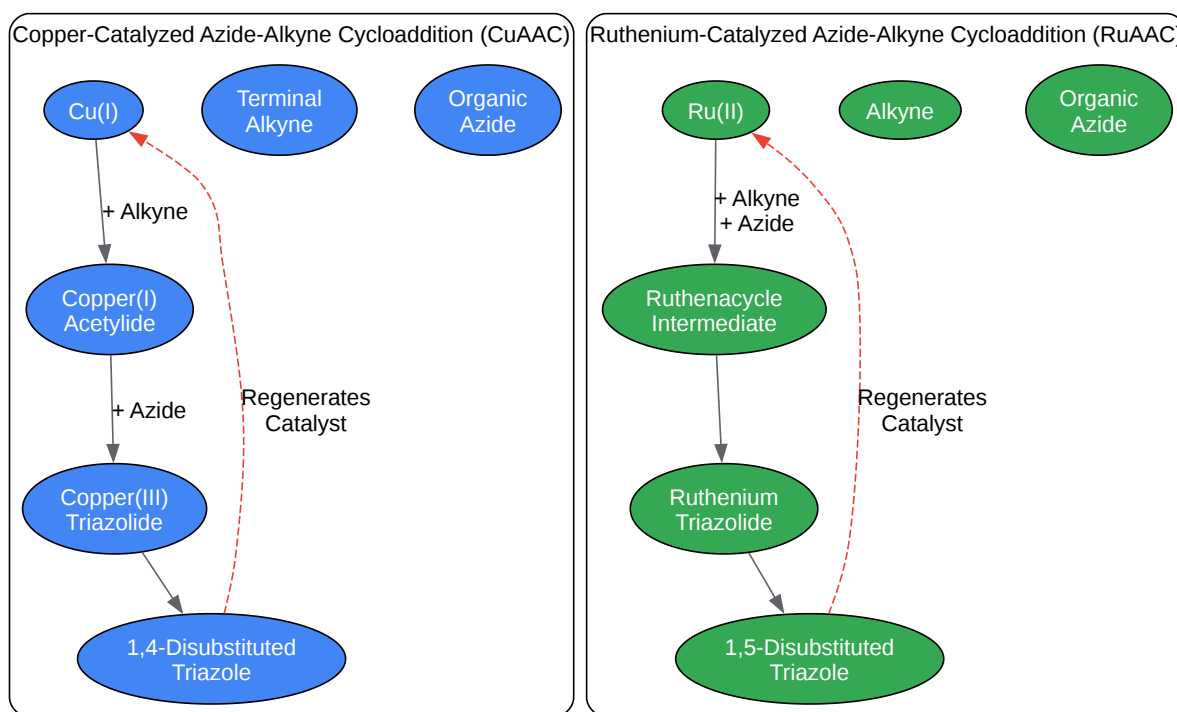 Copper-Catalyzed Azide-Alkyne Cycloaddition (CuAAC)
Cu(I)
Terminal
Alkyne
Organic
Azide
+ Alkyne
Copper(I)
Acetylide
+ Azide
Regenerates
Catalyst
Copper(III)
Triazolide
1,4-Disubstituted
Triazole
Ruthenium-Catalyzed Azide-Alkyne Cycloaddition (RuAAC)
Ru(II)
Alkyne
Organic
Azide
+ Alkyne
+ Azide
Ruthenacycle
Intermediate
Regenerates
Catalyst
Ruthenium
Triazolide
1,5-Disubstituted
Triazole